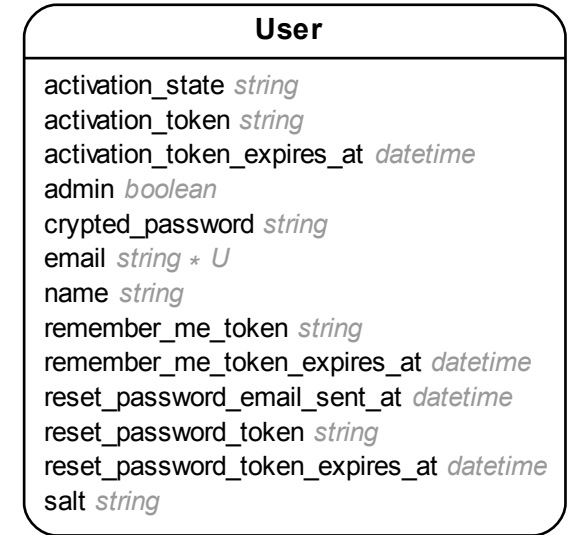 User
activation_state string
activation_token string
activation_token_expires_at datetime
admin boolean
crypted_password string
email string * U
name string
remember_me_token string
remember_me_token_expires_at datetime
reset_password_email_sent_at datetime
reset_password_token string
reset_password_token_expires_at datetime
salt string